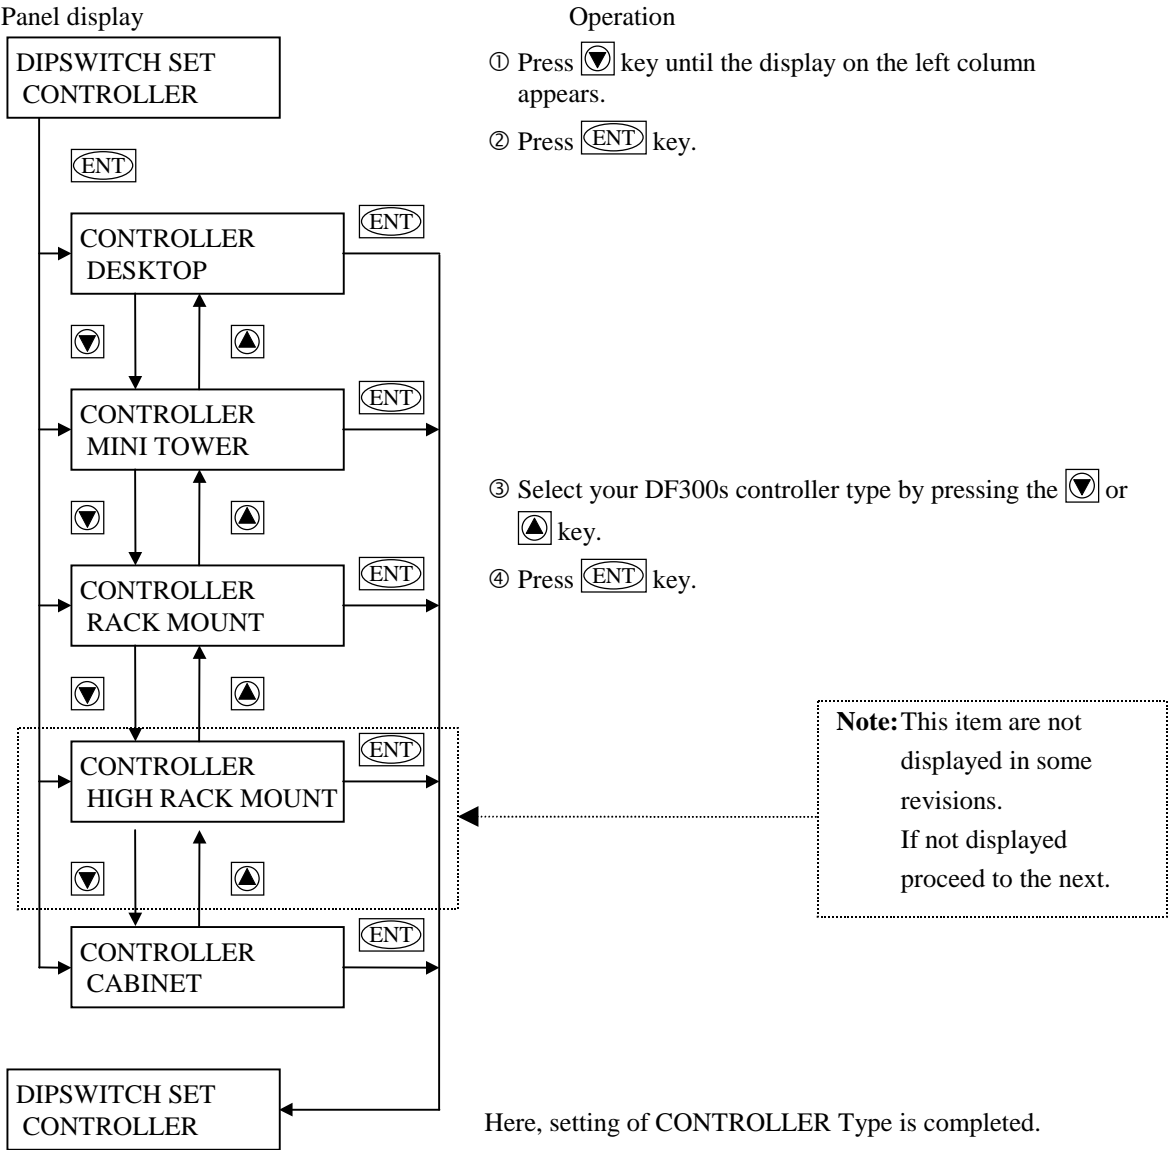 Panel display
Operation
DIPSWITCH SET
CONTROLLER
① Press ▼ key until the display on the left column
appears.
② Press ENT key.
ENT
CONTROLLER
DESKTOP
ENT
▼
▲
CONTROLLER
MINI TOWER
ENT
▼
▲
③ Select your DF300s controller type by pressing the ▼ or
▲ key.
④ Press ENT key.
CONTROLLER
RACK MOUNT
ENT
▼
▲
CONTROLLER
HIGH RACK MOUNT
ENT
Note: This item are not
displayed in some
revisions.
If not displayed
proceed to the next.
▼
▲
CONTROLLER
CABINET
ENT
DIPSWITCH SET
CONTROLLER
Here, setting of CONTROLLER Type is completed.